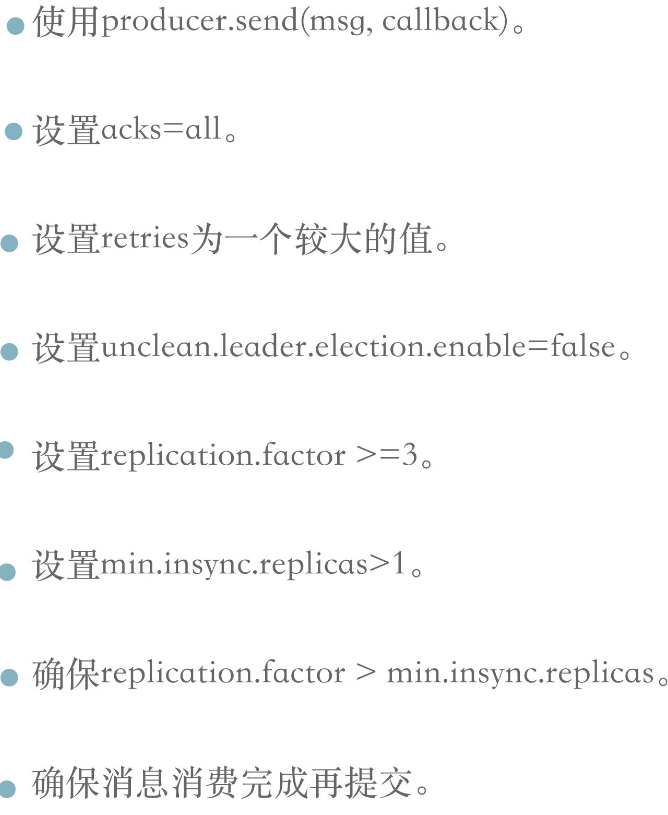 使用producer.send(msg, callback)。
设置acks=all。
设置retries为一个较大的值。
设置unclean.leader.election.enable=false。
设置replication.factor >=3。
设置min.insync.replicas>1。
确保replication.factor > min.insync.replicas。
确保消息消费完成再提交。